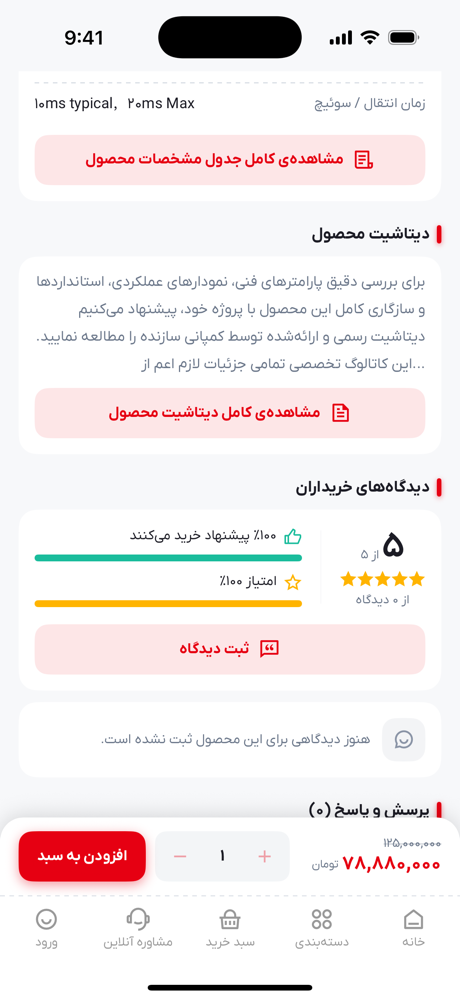 9:41
زمان انتقال / سوئیچ
۱۰ms typical, ۲۰ms Max
مشاهده‌ی کامل جدول مشخصات محصول
دیتاشیت محصول
برای بررسی دقیق پارامترهای فنی، نمودارهای عملکردی، استانداردها
و سازگاری کامل این محصول با پروژه خود، پیشنهاد می‌کنیم
دیتاشیت رسمی و ارائه‌شده توسط کمپانی سازنده را مطالعه نمایید.
...این کاتالوگ تخصصی تمامی جزئیات لازم اعم از
مشاهده‌ی کامل دیتاشیت محصول
دیدگاه‌های خریداران
۵ از ۵
از ۰ دیدگاه
۱۰۰٪ پیشنهاد خرید می‌کنند
امتیاز ۱۰۰٪
ثبت دیدگاه
هنوز دیدگاهی برای این محصول ثبت نشده است.
پرسش و پاسخ (۰)
۱۲۵,۰۰۰,۰۰۰
۷۸,۸۸۰,۰۰۰ تومان
+ ۱ −
افزودن به سبد
خانه
دسته‌بندی
سبد خرید
مشاوره آنلاین
ورود